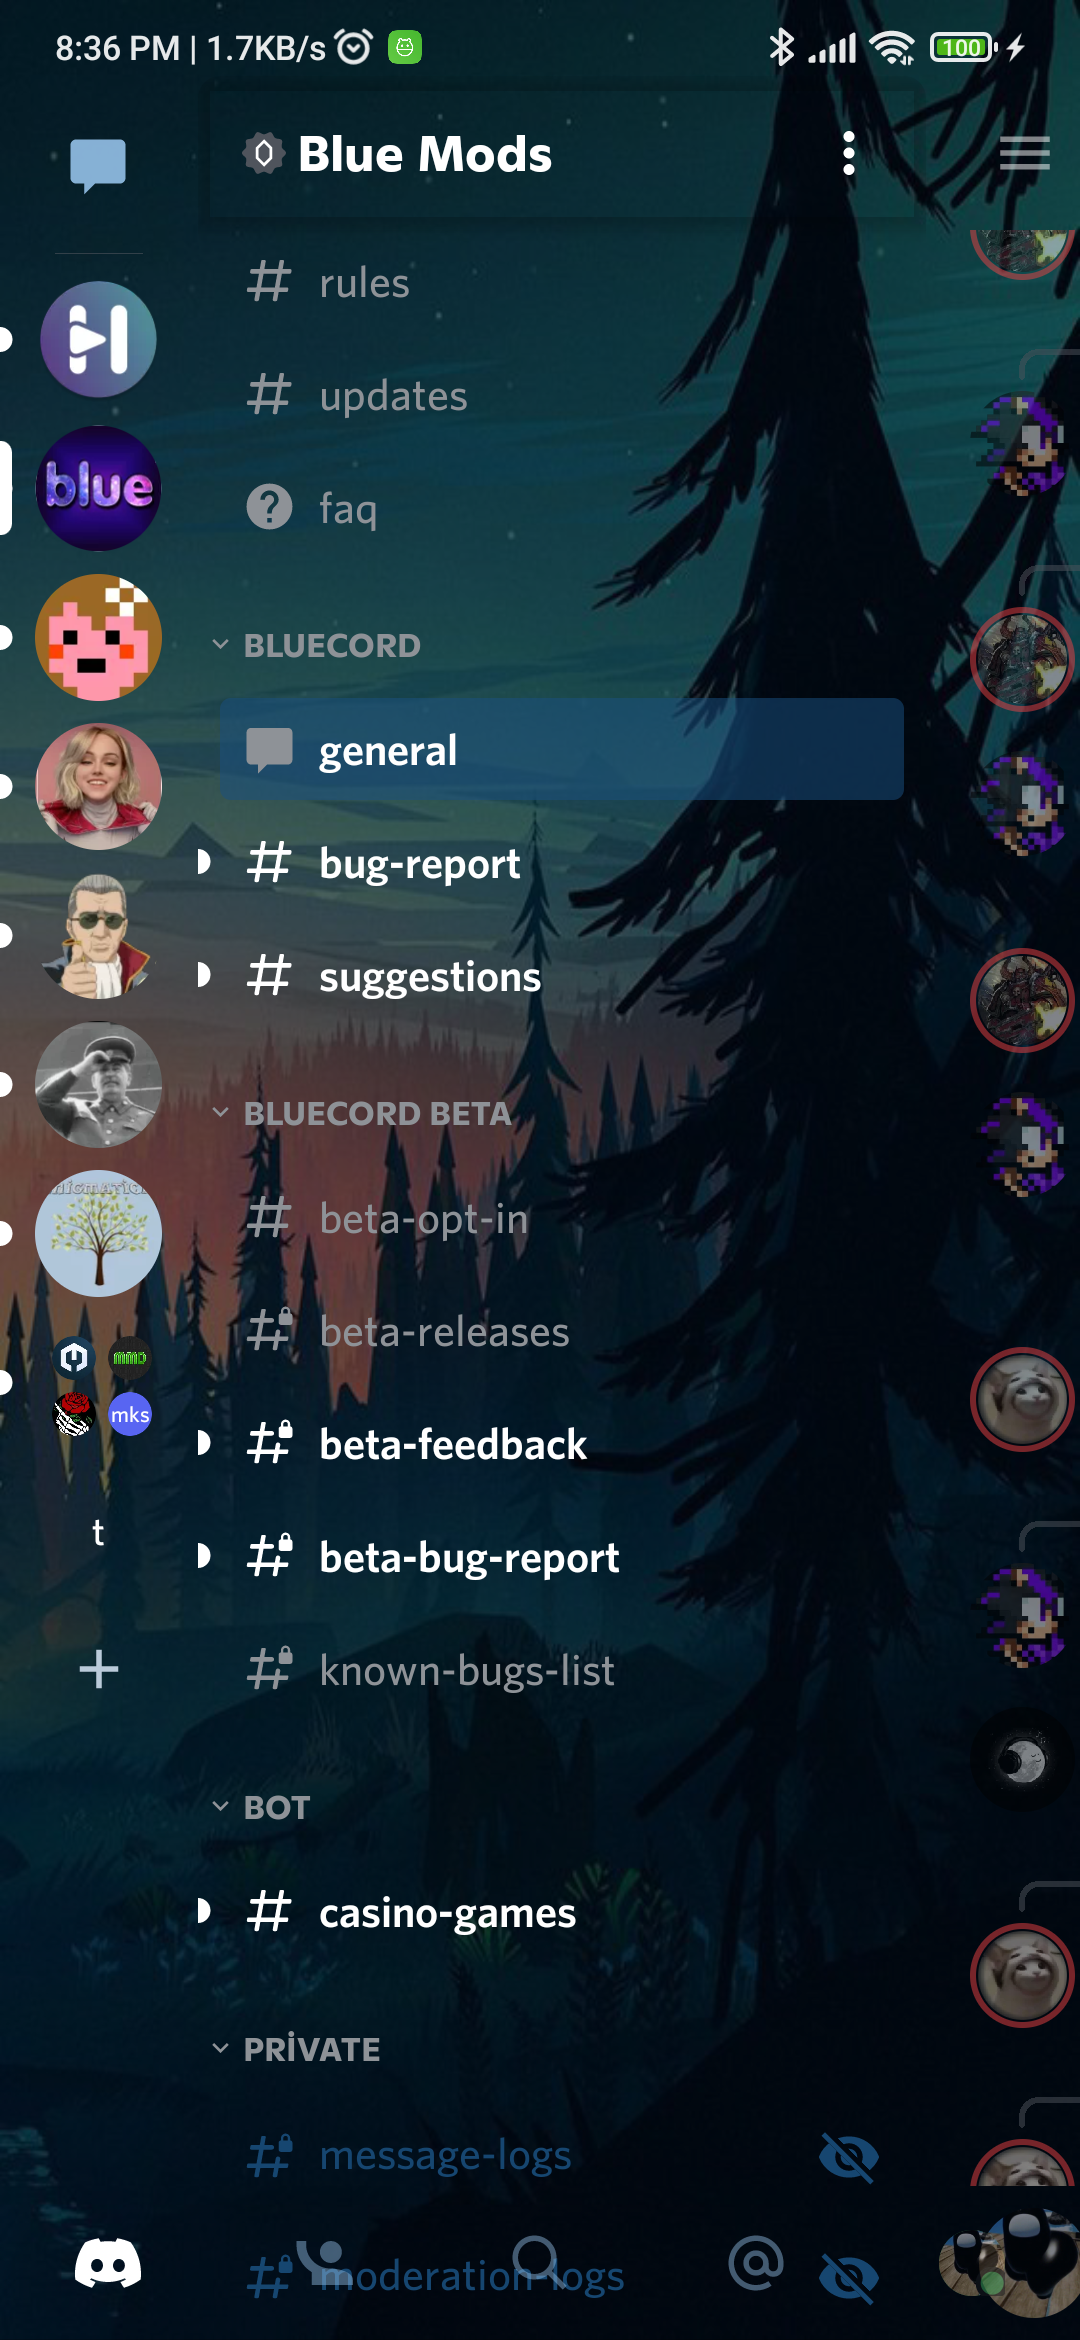 8:36 PM | 1.7KB/s
100
Blue Mods
rules
updates
faq
blue
BLUECORD
general
bug-report
suggestions
BLUECORD BETA
beta-opt-in
beta-releases
mmd
mks
beta-feedback
beta-bug-report
t
known-bugs-list
BOT
casino-games
PRİVATE
message-logs
moderation-logs